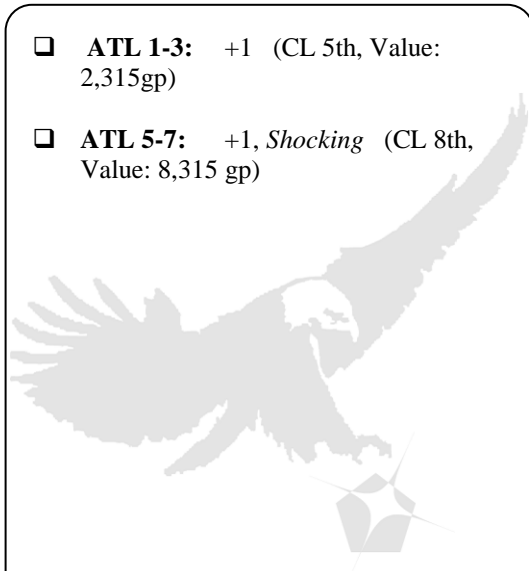 ❑ ATL 1-3: +1 (CL 5th, Value:
2,315gp)
❑ ATL 5-7: +1, Shocking (CL 8th,
Value: 8,315 gp)